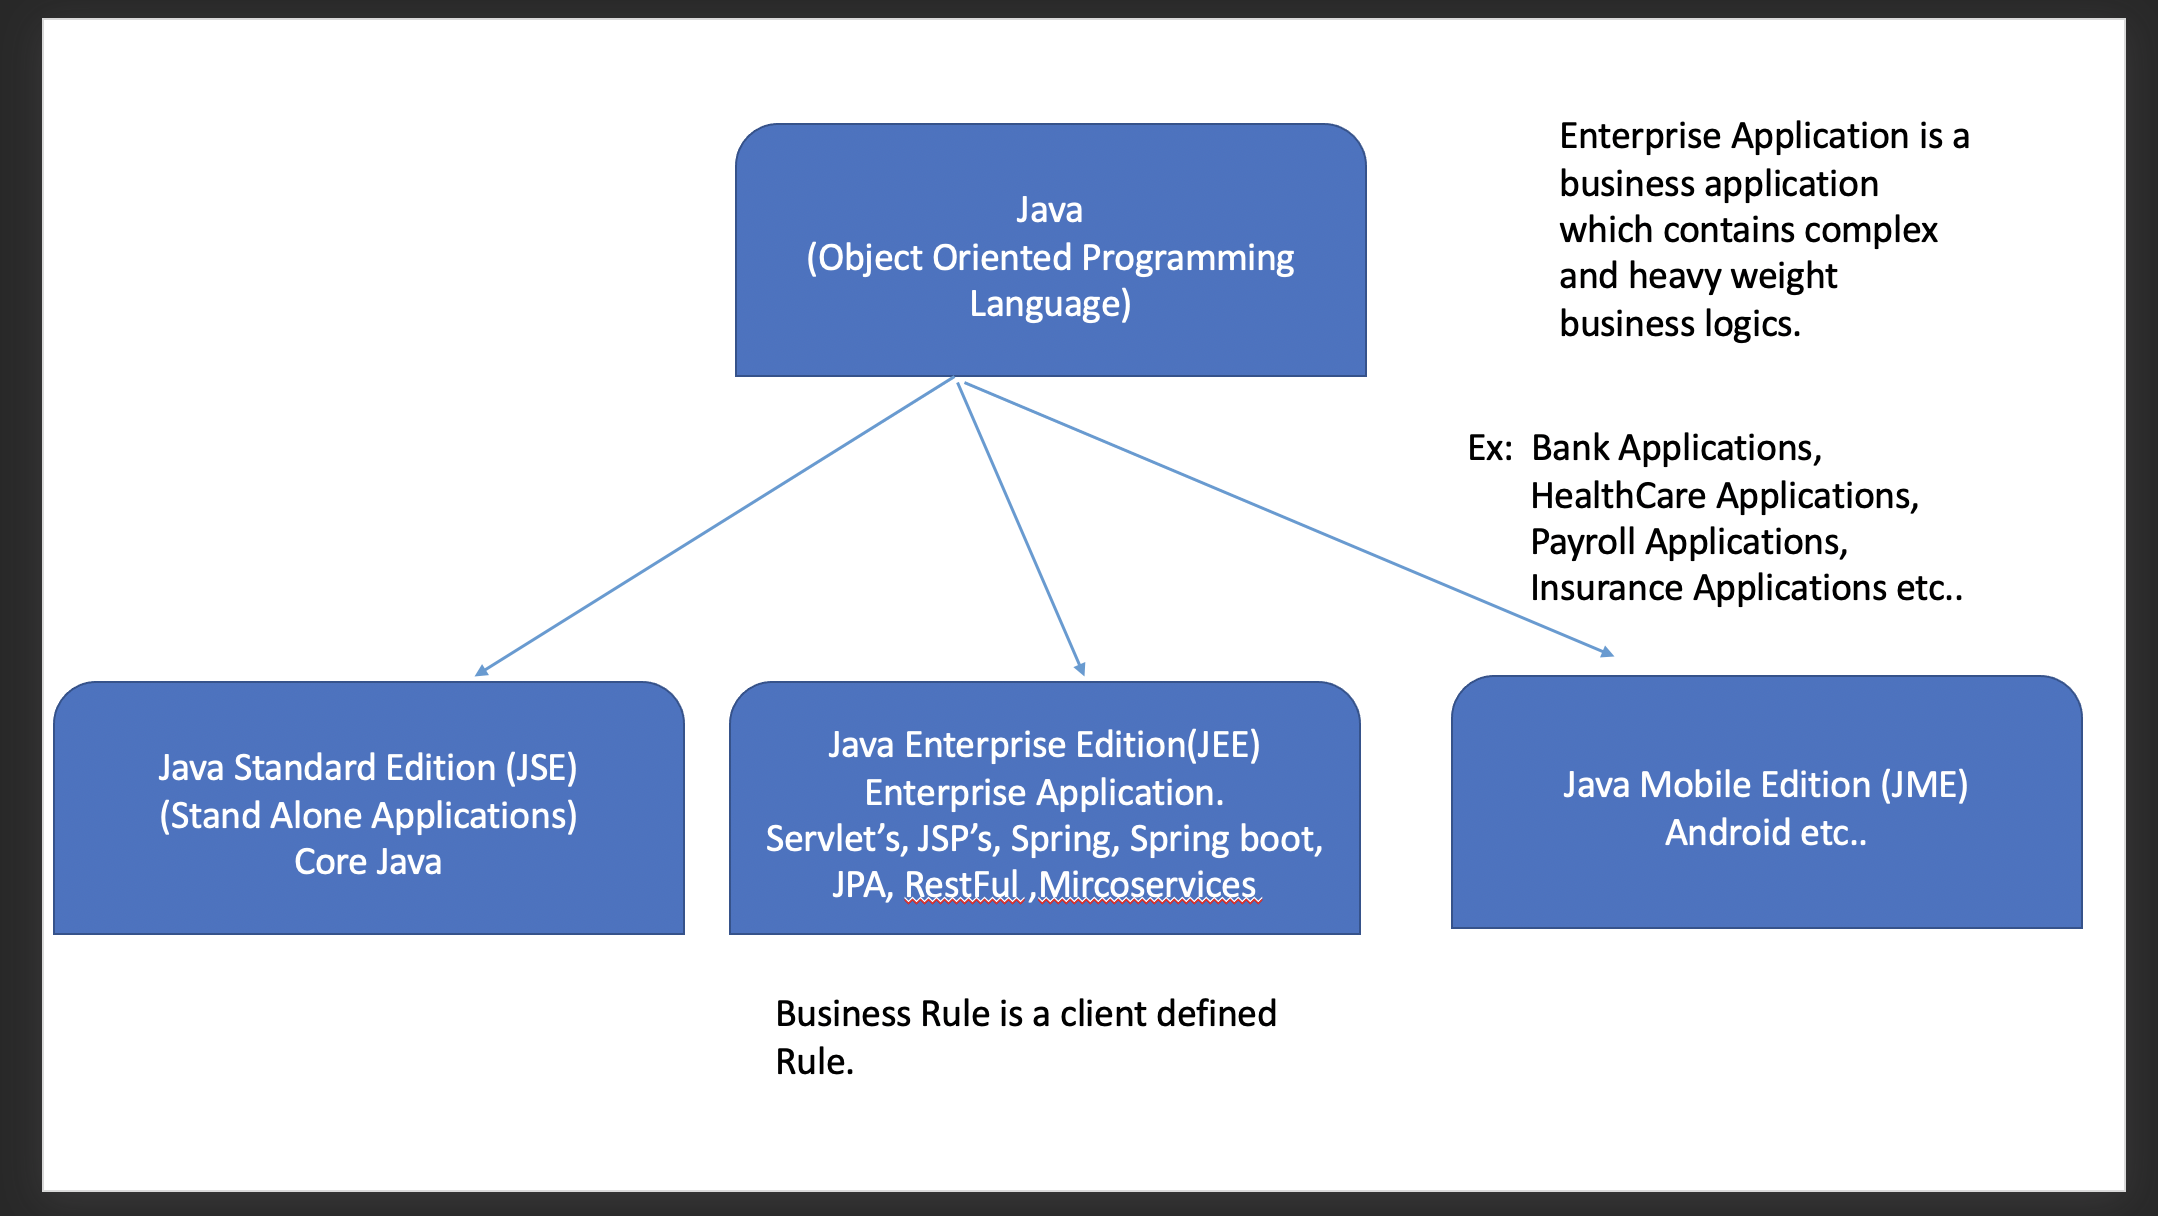 Java
(Object Oriented Programming
Language)
Enterprise Application is a
business application
which contains complex
and heavy weight
business logics.
Ex:  Bank Applications,
HealthCare Applications,
Payroll Applications,
Insurance Applications etc..
Java Standard Edition (JSE)
(Stand Alone Applications)
Core Java
Java Enterprise Edition(JEE)
Enterprise Application.
Servlet’s, JSP’s, Spring, Spring boot,
JPA, RestFul ,Mircoservices
Java Mobile Edition (JME)
Android etc..
Business Rule is a client defined
Rule.